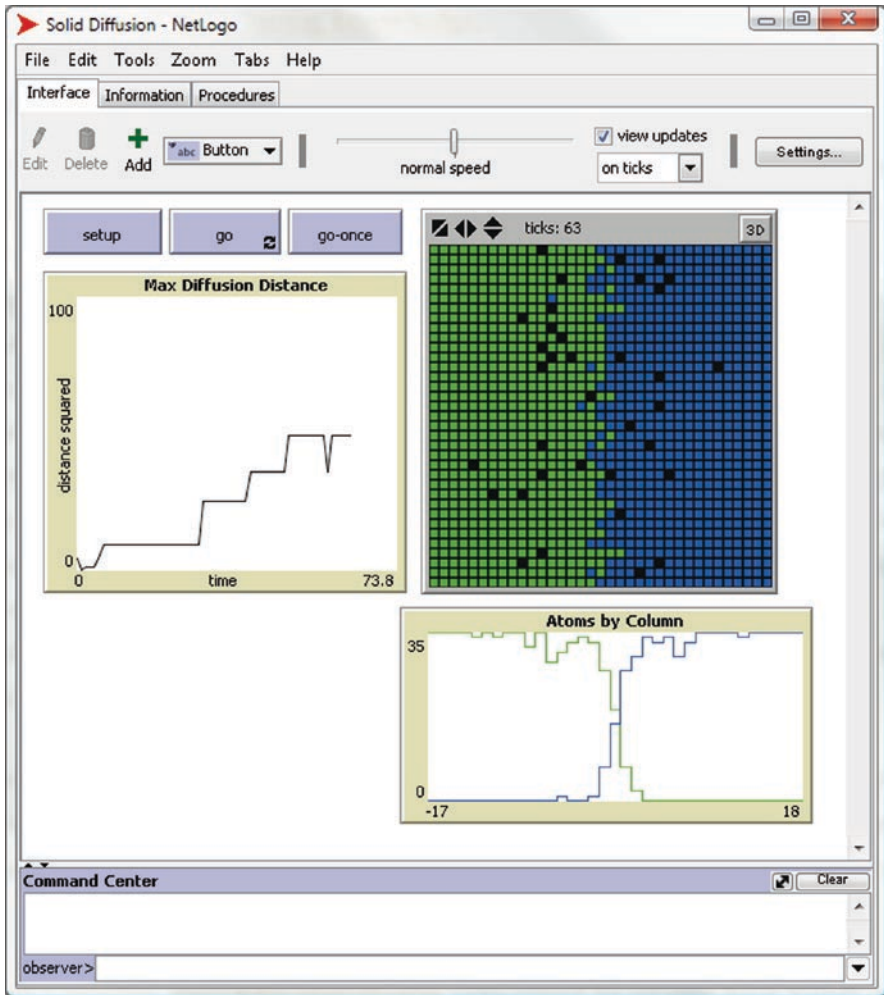 Solid Diffusion - NetLogo
File Edit Tools Zoom Tabs Help
Interface Information Procedures
Edit Delete Add abc Button normal speed view updates on ticks Settings...
setup go go-once
ticks: 63 3D
Max Diffusion Distance
100
distance squared
0
0 time 73.8
Atoms by Column
35
0
-17 18
Command Center Clear
observer>